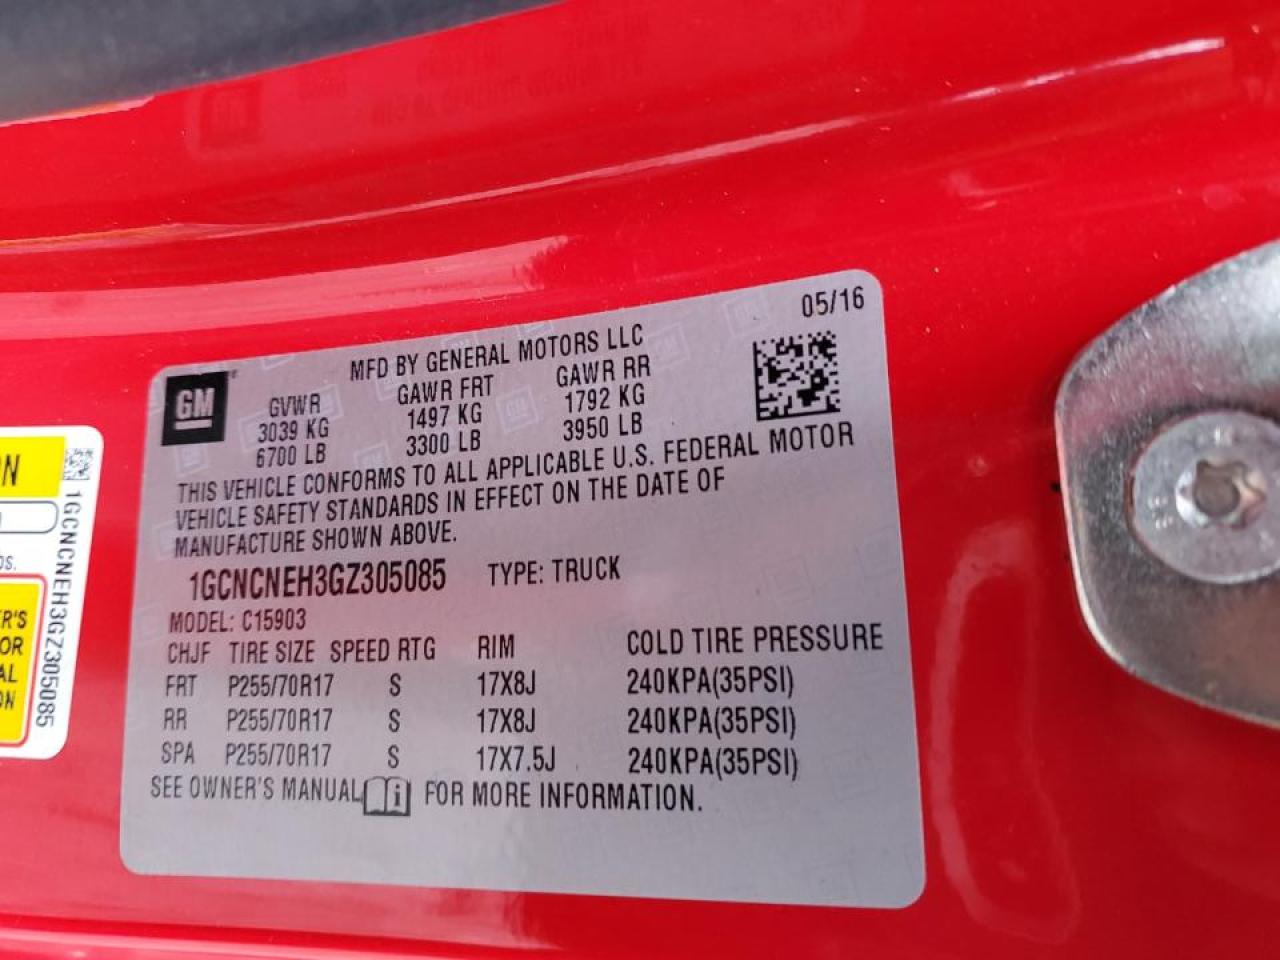 05/16
MFD BY GENERAL MOTORS LLC
GM
GVWR GAWR FRT GAWR RR
3039 KG 1497 KG 1792 KG
6700 LB 3300 LB 3950 LB
THIS VEHICLE CONFORMS TO ALL APPLICABLE U.S. FEDERAL MOTOR
VEHICLE SAFETY STANDARDS IN EFFECT ON THE DATE OF
MANUFACTURE SHOWN ABOVE.
1GCNCNEH3GZ305085 TYPE: TRUCK
MODEL: C15903
CHJF TIRE SIZE SPEED RTG RIM COLD TIRE PRESSURE
FRT P255/70R17 S 17X8J 240KPA(35PSI)
RR P255/70R17 S 17X8J 240KPA(35PSI)
SPA P255/70R17 S 17X7.5J 240KPA(35PSI)
SEE OWNER'S MANUAL i FOR MORE INFORMATION.
1GCNCNEH3GZ305085